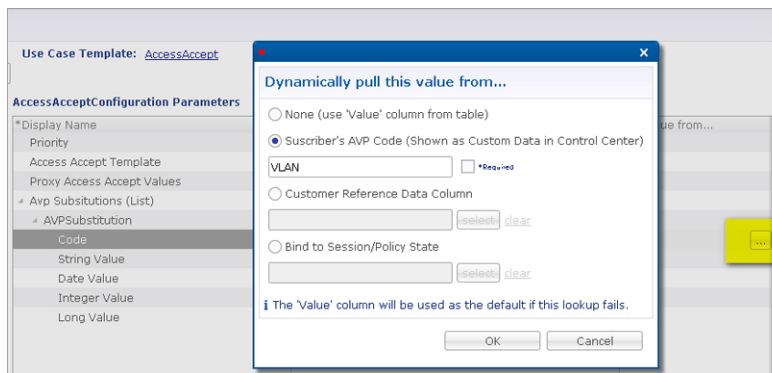 Use Case Template: AccessAccept
x
Dynamically pull this value from...
None (use 'Value' column from table)
AccessAcceptConfiguration Parameters
*Display Name
ue from...
Suscriber's AVP Code (Shown as Custom Data in Control Center)
Priority
Access Accept Template
VLAN
*Required
Proxy Access Accept Values
Customer Reference Data Column
Avp Subsitutions (List)
AVPSubstitution
select clear
Code
...
Bind to Session/Policy State
String Value
Date Value
select clear
Integer Value
i The 'Value' column will be used as the default if this lookup fails.
Long Value
OK
Cancel